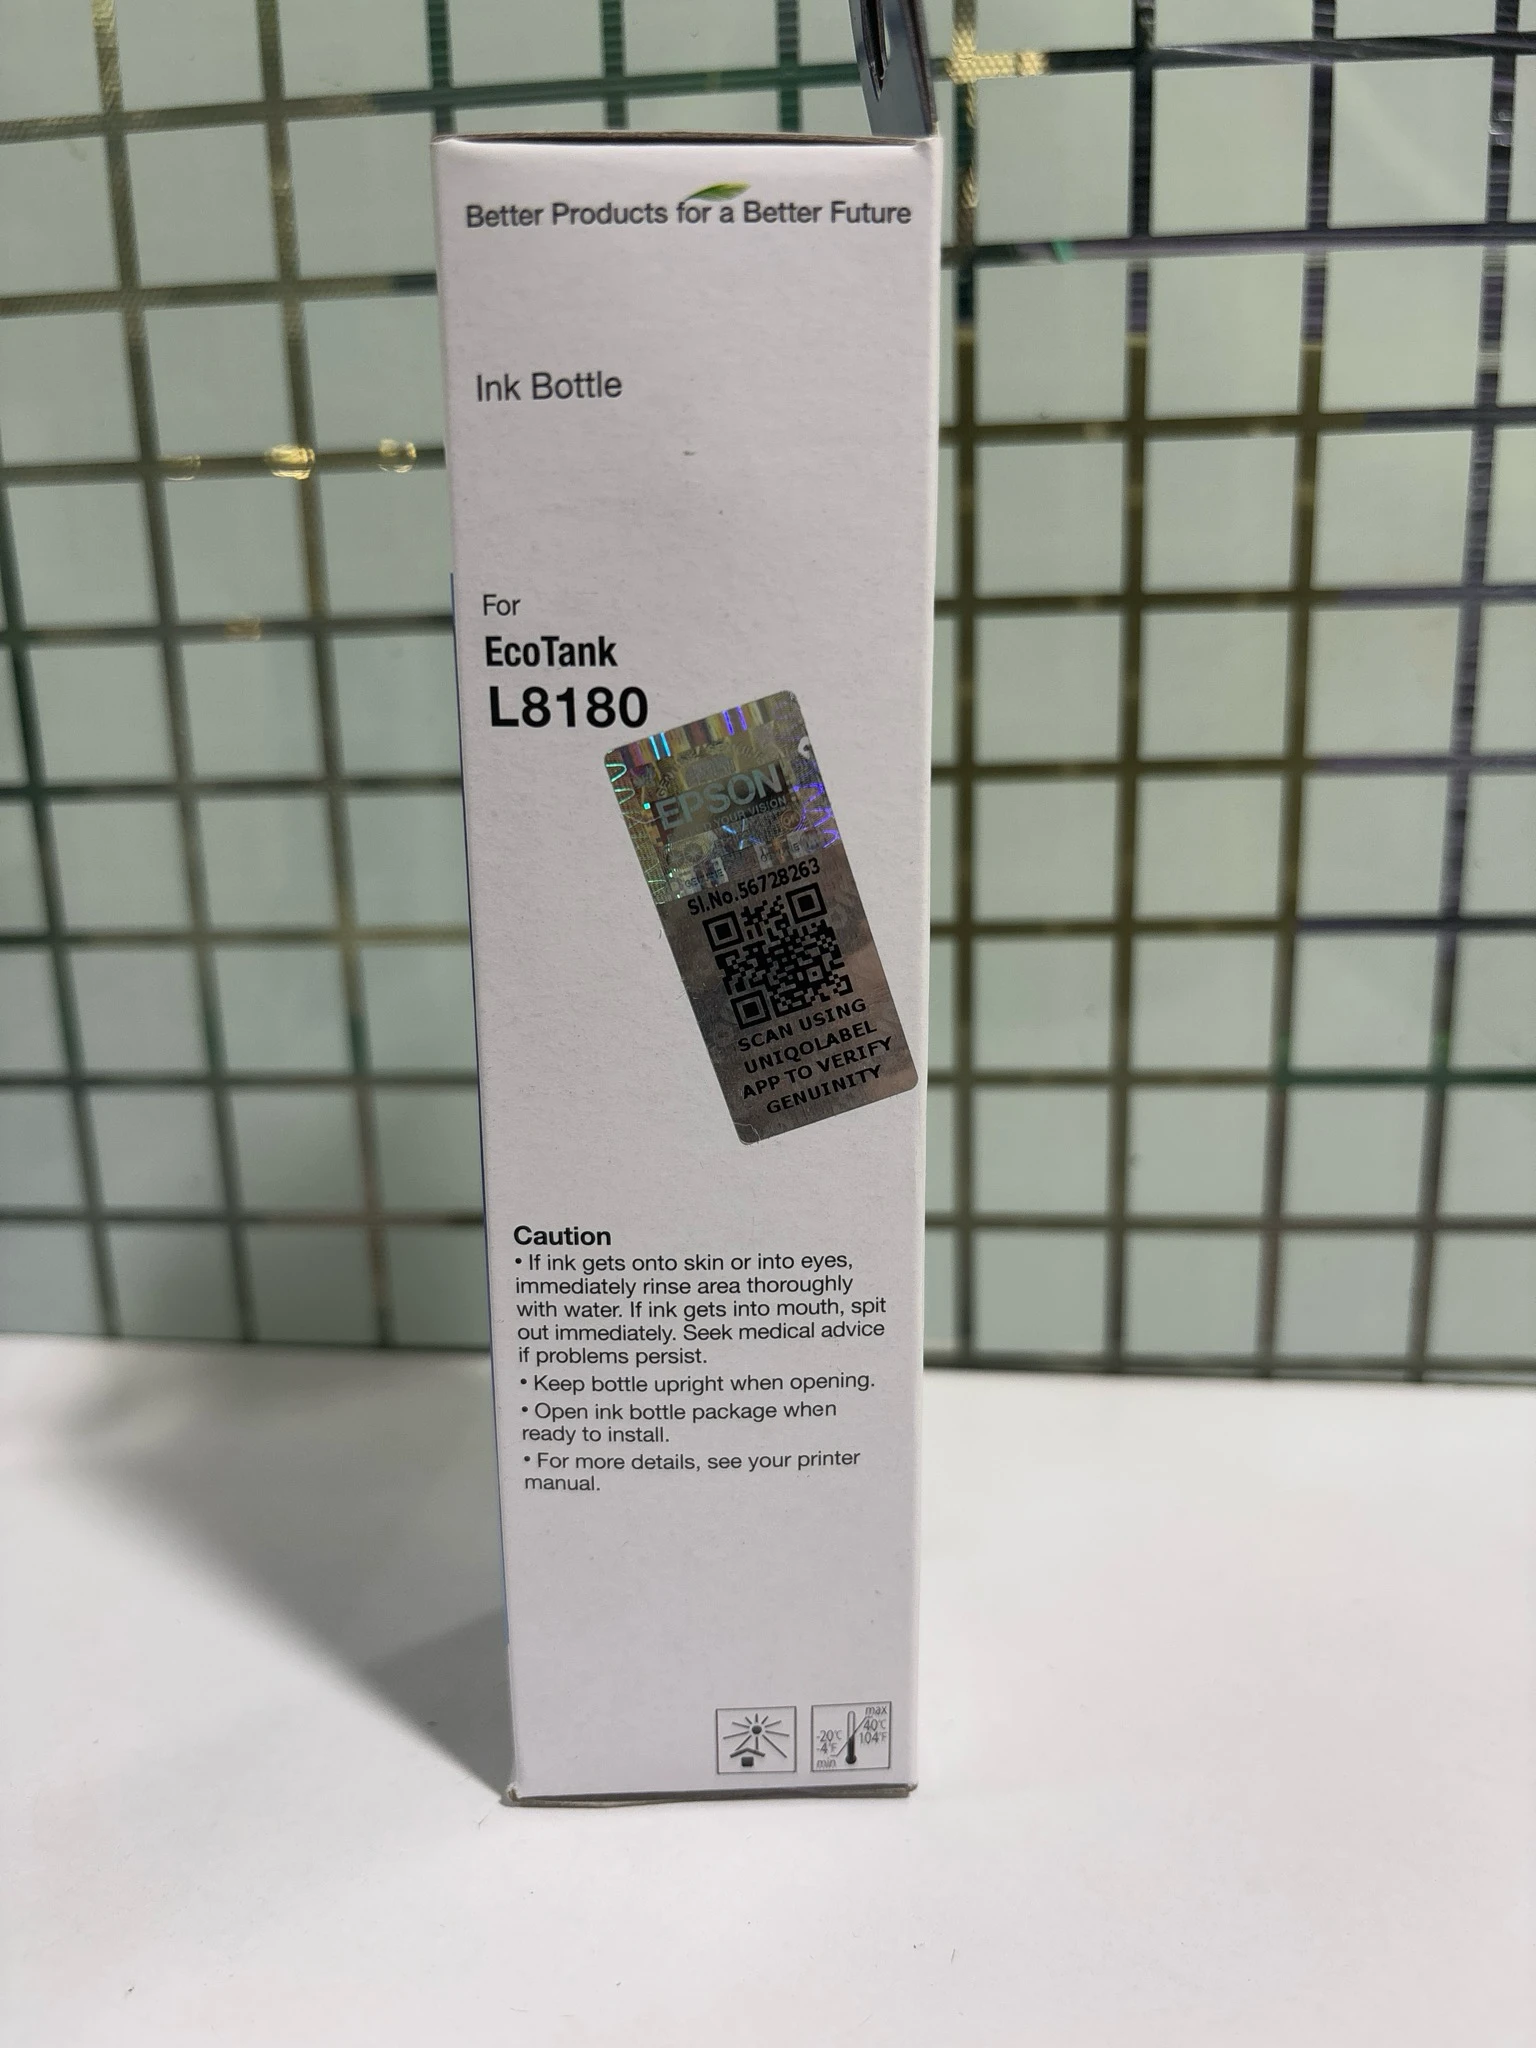 Better Products for a Better Future
Ink Bottle
For
EcoTank
L8180
EPSON
YOUR VISION
Sl.No.56728263
SCAN USING
UNIQOLABEL
APP TO VERIFY
GENUINITY
Caution
• If ink gets onto skin or into eyes,
immediately rinse area thoroughly
with water. If ink gets into mouth, spit
out immediately. Seek medical advice
if problems persist.
• Keep bottle upright when opening.
• Open ink bottle package when
ready to install.
• For more details, see your printer
manual.
max
40°C
104°F
-20°C
-4°F
min